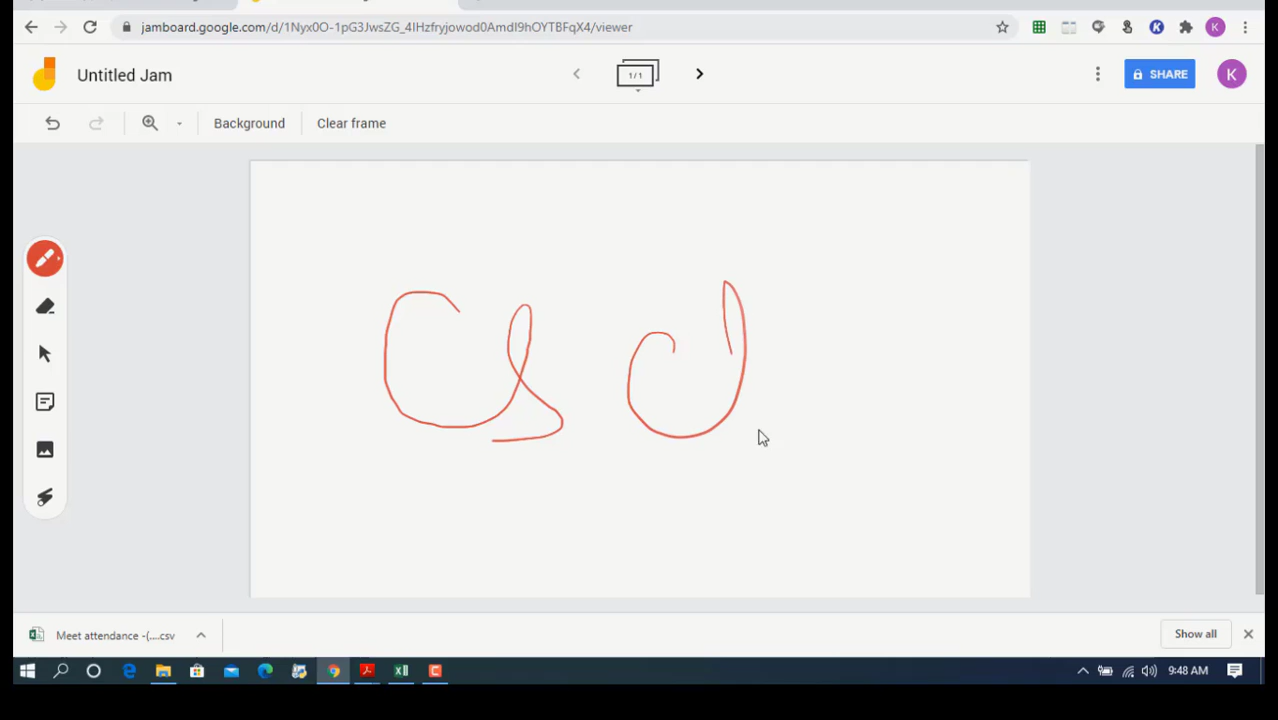 jamboard.google.com/d/1Nyx0O-1pG3JwsZG_4IHzfryjowod0AmdI9hOYTBFqX4/viewer
K
K
Untitled Jam
1/1
SHARE
K
Background
Clear frame
Meet attendance -(....csv
Show all
9:48 AM